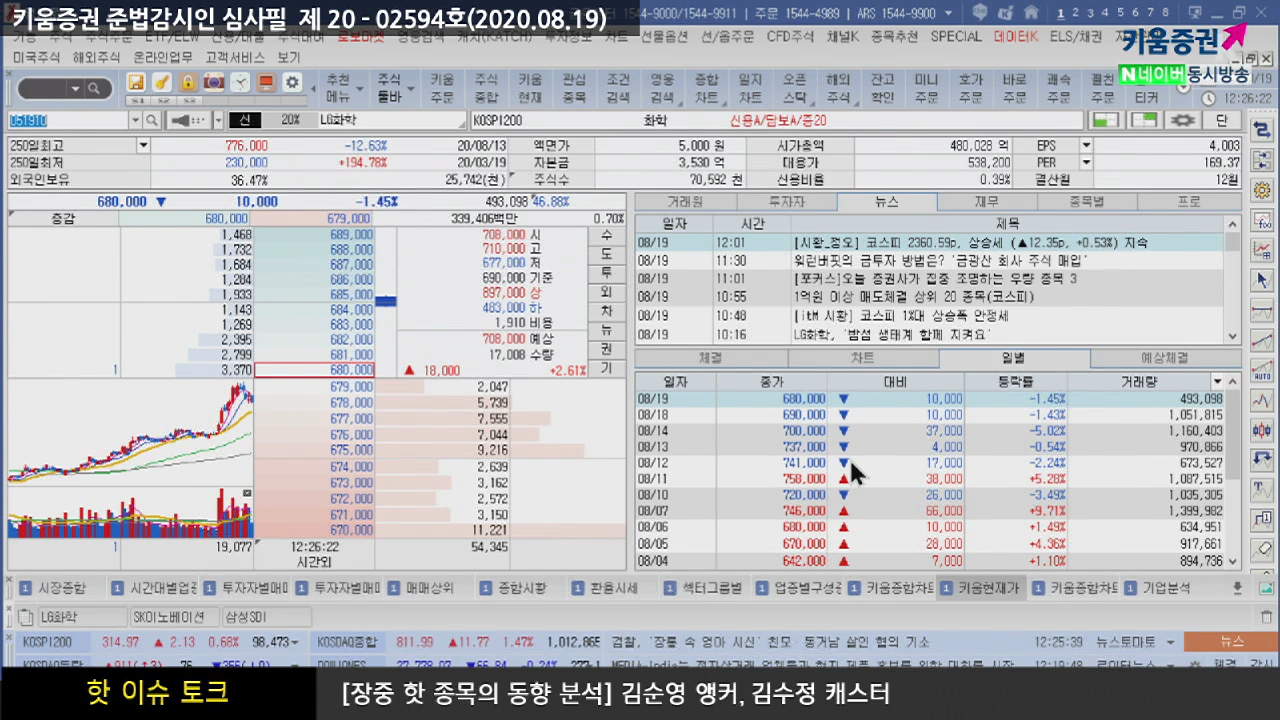 키움증권 준법감시인 심사필 제 20 - 02594호(2020.08.19)
1544-9000/1544-9911 | 주문 1544-4989 | ARS 1544-9900
1 2 3 4 5 6 7 8
로보마켓 캐치(KATCH) 투자정보 차트 선물옵션 선/옵주문 CFD주식 채널K 종목추천 SPECIAL 데이터K ELS/채권
미국주식 해외주식 온라인업무 고객서비스 보기
키움증권
N네이버 동시방송
추천 메뉴 주식 둘바 키움 주문 주식 종합 키움 현재 관심 종목 조건 검색 영웅 검색 종합 차트 일지 차트 오픈 스탁 해외 주식 잔고 확인 미니 주문 호가 주문 바로 주문 쾌속 주문 필찬 주문 티커
12:26:22
051910 신 20% LG화학 KOSPI200 화학 신용A/담보A/증20 단
250일최고 776,000 -12.63% 20/08/13 액면가 5,000 원 시가총액 480,028 억 EPS 4,003
250일최저 230,000 +194.78% 20/03/19 자본금 3,530 억 대용가 538,200 PER 169.37
외국인보유 36.47% 25,742(천) 주식수 70,592 천 신용비율 0.39% 결산월 12월
680,000 ▼ 10,000 -1.45% 493,098 46.88%
증감 680,000 679,000 339,406백만 0.70%
1,468 689,000 708,000 시 수
1,732 688,000 710,000 고 도
1,684 687,000 677,000 저 투
1,284 686,000 690,000 기준
1,933 685,000 897,000 상 외
1,143 684,000 483,000 하 차
1,269 683,000 1,910 비용 뉴
2,395 682,000 708,000 예상
2,799 681,000 17,008 수량 권
1 3,370 680,000 ▲ 18,000 +2.61% 기
679,000 2,047
678,000 5,739
677,000 7,555
676,000 7,044
675,000 9,216
674,000 2,639
673,000 3,162
672,000 2,572
671,000 3,150
670,000 11,221
1 19,077 12:26:22 54,345
시간외
거래원 투자자 뉴스 재무 종목별 프로
일자 시간 제목
08/19 12:01 [시황_정오] 코스피 2360.59p, 상승세 (▲12.35p, +0.53%) 지속
08/19 11:30 워런버핏의 금투자 방법은? '금광산 회사 주식 매입'
08/19 11:01 [포커스]오늘 증권사가 집중 조명하는 우량 종목 3
08/19 10:55 1억원 이상 매도체결 상위 20 종목(코스피)
08/19 10:48 [itM 시황] 코스피 1%대 상승폭 안정세
08/19 10:16 LG화학, '밤섬 생태계 함께 지켜요'
체결 차트 일별 예상체결
일자 종가 대비 등락률 거래량
08/19 680,000 ▼ 10,000 -1.45% 493,098
08/18 690,000 ▼ 10,000 -1.43% 1,051,815
08/14 700,000 ▼ 37,000 -5.02% 1,160,403
08/13 737,000 ▼ 4,000 -0.54% 970,866
08/12 741,000 ▼ 17,000 -2.24% 673,527
08/11 758,000 ▲ 38,000 +5.28% 1,087,515
08/10 720,000 ▼ 26,000 -3.49% 1,035,305
08/07 746,000 ▲ 66,000 +9.71% 1,399,982
08/06 680,000 ▲ 10,000 +1.49% 634,951
08/05 670,000 ▲ 28,000 +4.36% 917,661
08/04 642,000 ▲ 7,000 +1.10% 894,736
1 시장종합 1 시간대별업종 1 투자자별매매 1 투자자별매매 1 매매상위 1 종합시황 1 환율시세 1 섹터그룹별 1 업종별구성종 1 키움종합차트 1 키움현재가 1 키움종합차트 1 기업분석
LG화학 SK이노베이션 삼성SDI
KOSPI200 314.97 ▲ 2.13 0.68% 98,473 KOSDAQ종합 811.99 ▲11.77 1.47% 1,012,865 검찰, '장롱 속 영아 시신' 친모·동거남 살인 혐의 기소 12:25:39 뉴스토마토 뉴스
핫 이슈 토크
[장중 핫 종목의 동향 분석] 김순영 앵커, 김수정 캐스터